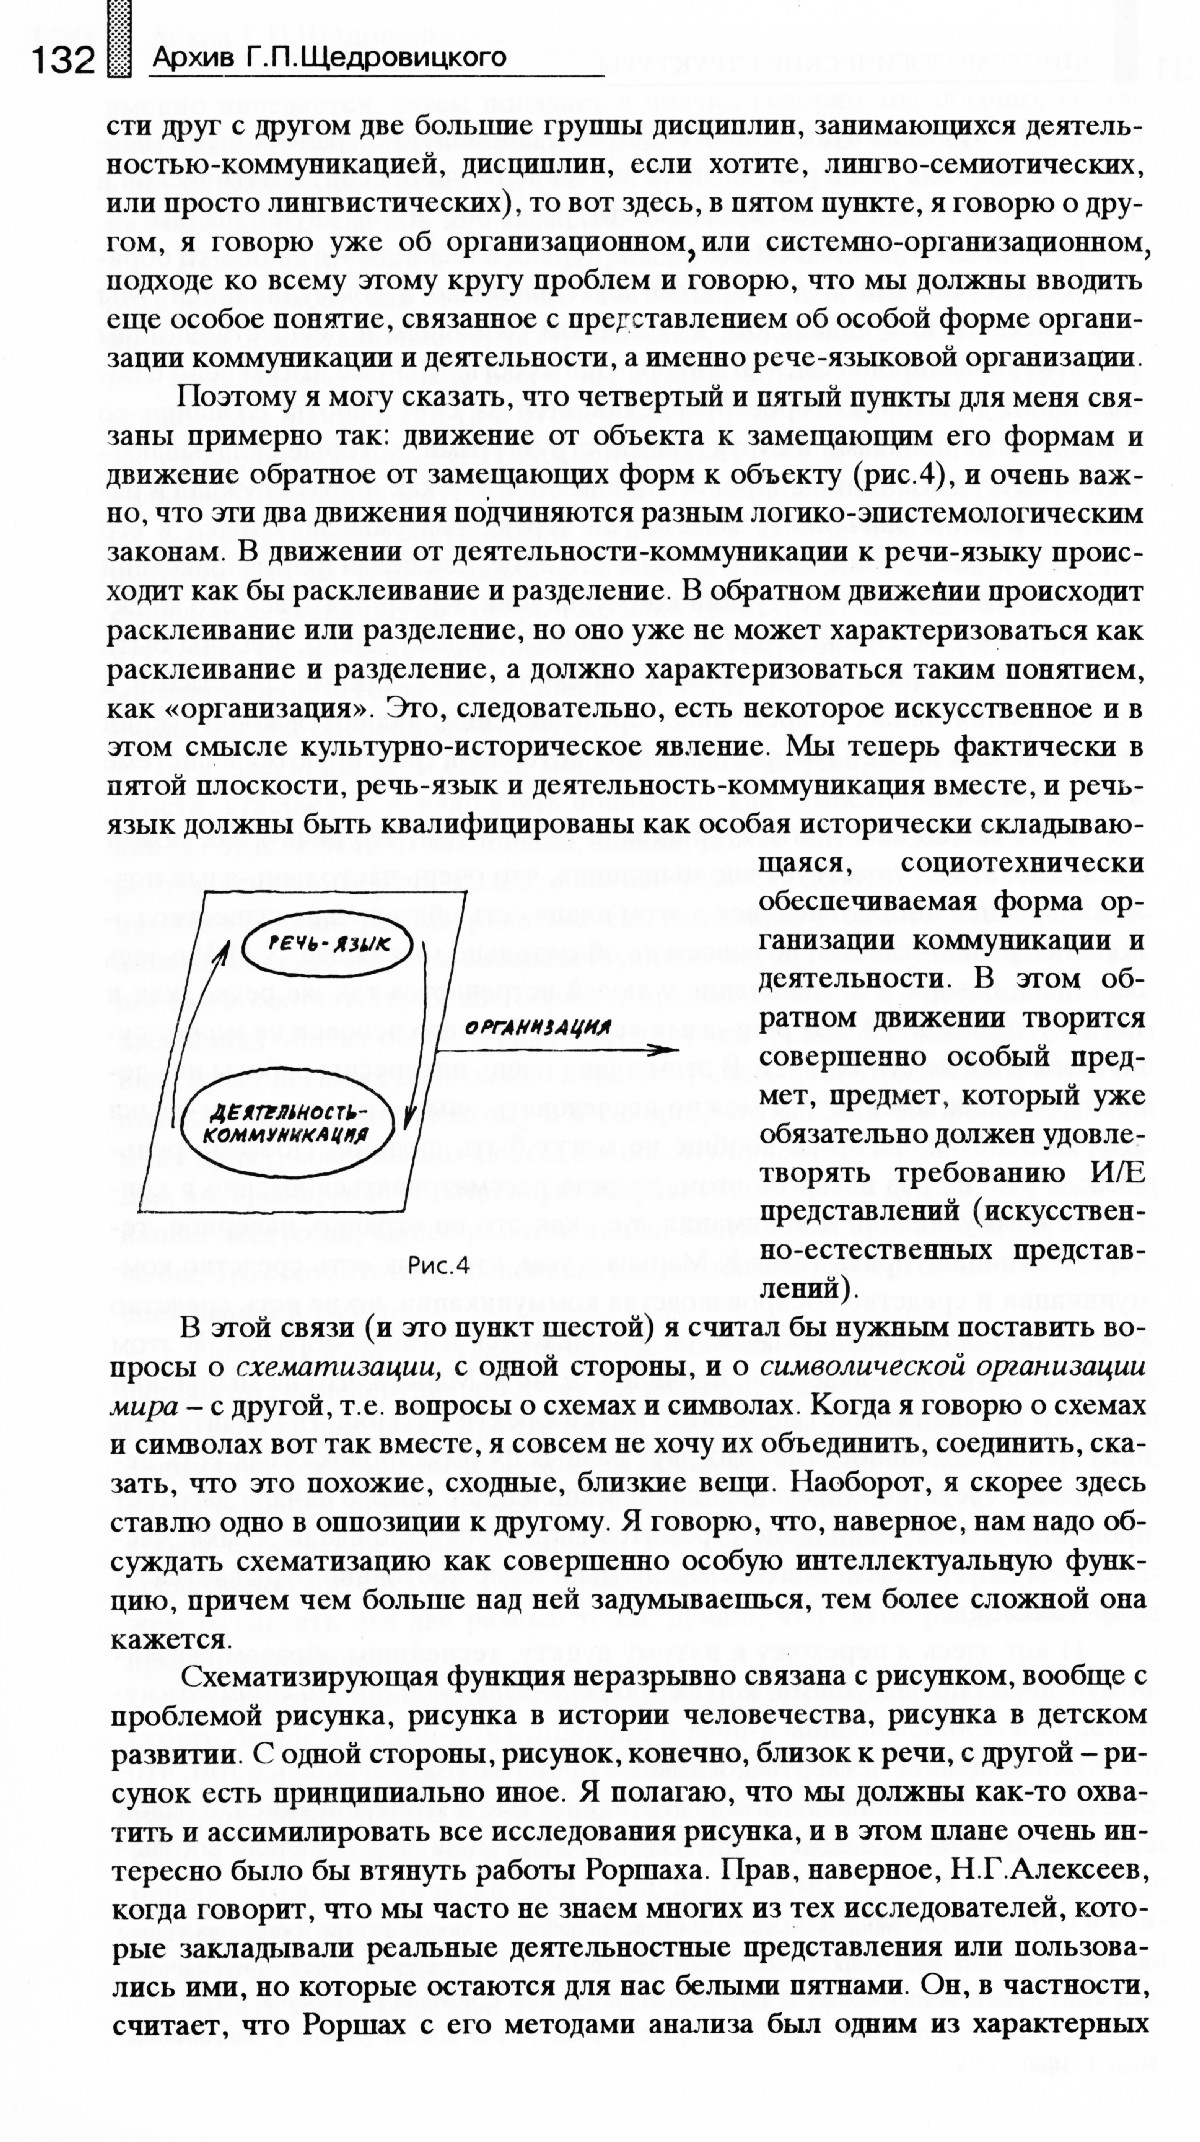 132 Архив Г.П.Щедровицкого
сти друг с другом две большие группы дисциплин, занимающихся деятель-
ностью-коммуникацией, дисциплин, если хотите, лингво-семиотических,
или просто лингвистических), то вот здесь, в пятом пункте, я говорю о дру-
гом, я говорю уже об организационном, или системно-организационном,
подходе ко всему этому кругу проблем и говорю, что мы должны вводить
еще особое понятие, связанное с представлением об особой форме органи-
зации коммуникации и деятельности, а именно рече-языковой организации.
Поэтому я могу сказать, что четвертый и пятый пункты для меня свя-
заны примерно так: движение от объекта к замещающим его формам и
движение обратное от замещающих форм к объекту (рис.4), и очень важ-
но, что эти два движения подчиняются разным логико-эпистемологическим
законам. В движении от деятельности-коммуникации к речи-языку проис-
ходит как бы расклеивание и разделение. В обратном движении происходит
расклеивание или разделение, но оно уже не может характеризоваться как
расклеивание и разделение, а должно характеризоваться таким понятием,
как «организация». Это, следовательно, есть некоторое искусственное и в
этом смысле культурно-историческое явление. Мы теперь фактически в
пятой плоскости, речь-язык и деятельность-коммуникация вместе, и речь-
язык должны быть квалифицированы как особая исторически складываю-
щаяся, социотехнически
обеспечиваемая форма ор-
ганизации коммуникации и
деятельности. В этом об-
ратном движении творится
совершенно особый пред-
мет, предмет, который уже
обязательно должен удовле-
творять требованию И/Е
представлений (искусствен-
но-естественных представ-
лений).
РЕЧЬ-ЯЗЫК
ОРГАНИЗАЦИЯ
ДЕЯТЕЛЬНОСТЬ-
КОММУНИКАЦИЯ
Рис.4
В этой связи (и это пункт шестой) я считал бы нужным поставить во-
просы о схематизации, с одной стороны, и о символической организации
мира – с другой, т.е. вопросы о схемах и символах. Когда я говорю о схемах
и символах вот так вместе, я совсем не хочу их объединить, соединить, ска-
зать, что это похожие, сходные, близкие вещи. Наоборот, я скорее здесь
ставлю одно в оппозиции к другому. Я говорю, что, наверное, нам надо об-
суждать схематизацию как совершенно особую интеллектуальную функ-
цию, причем чем больше над ней задумываешься, тем более сложной она
кажется.
Схематизирующая функция неразрывно связана с рисунком, вообще с
проблемой рисунка, рисунка в истории человечества, рисунка в детском
развитии. С одной стороны, рисунок, конечно, близок к речи, с другой – ри-
сунок есть принципиально иное. Я полагаю, что мы должны как-то охва-
тить и ассимилировать все исследования рисунка, и в этом плане очень ин-
тересно было бы втянуть работы Роршаха. Прав, наверное, Н.Г.Алексеев,
когда говорит, что мы часто не знаем многих из тех исследователей, кото-
рые закладывали реальные деятельностные представления или пользова-
лись ими, но которые остаются для нас белыми пятнами. Он, в частности,
считает, что Роршах с его методами анализа был одним из характерных